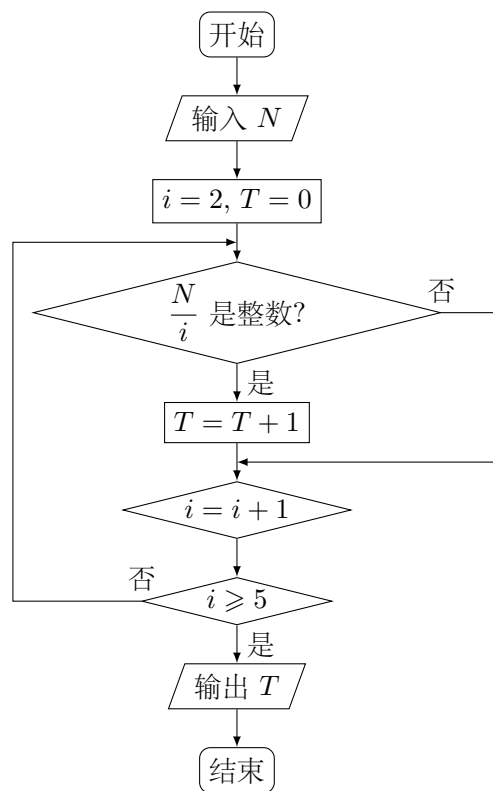 开始
输入 N
i = 2, T = 0
N/i 是整数?
否
是
T = T + 1
i = i + 1
否
i ⩾ 5
是
输出 T
结束